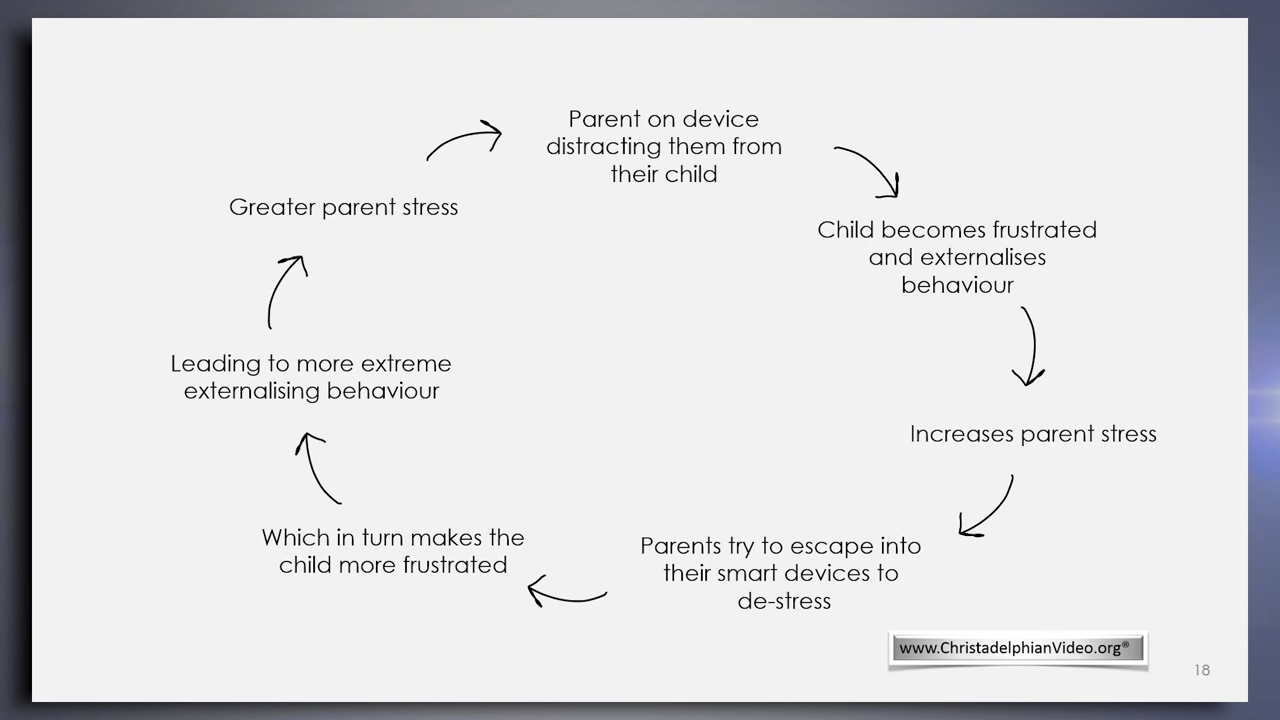 Parent on device
distracting them from
their child
Child becomes frustrated
and externalises
behaviour
Increases parent stress
Parents try to escape into
their smart devices to
de-stress
Which in turn makes the
child more frustrated
Leading to more extreme
externalising behaviour
Greater parent stress
www.ChristadelphianVideo.org®
18